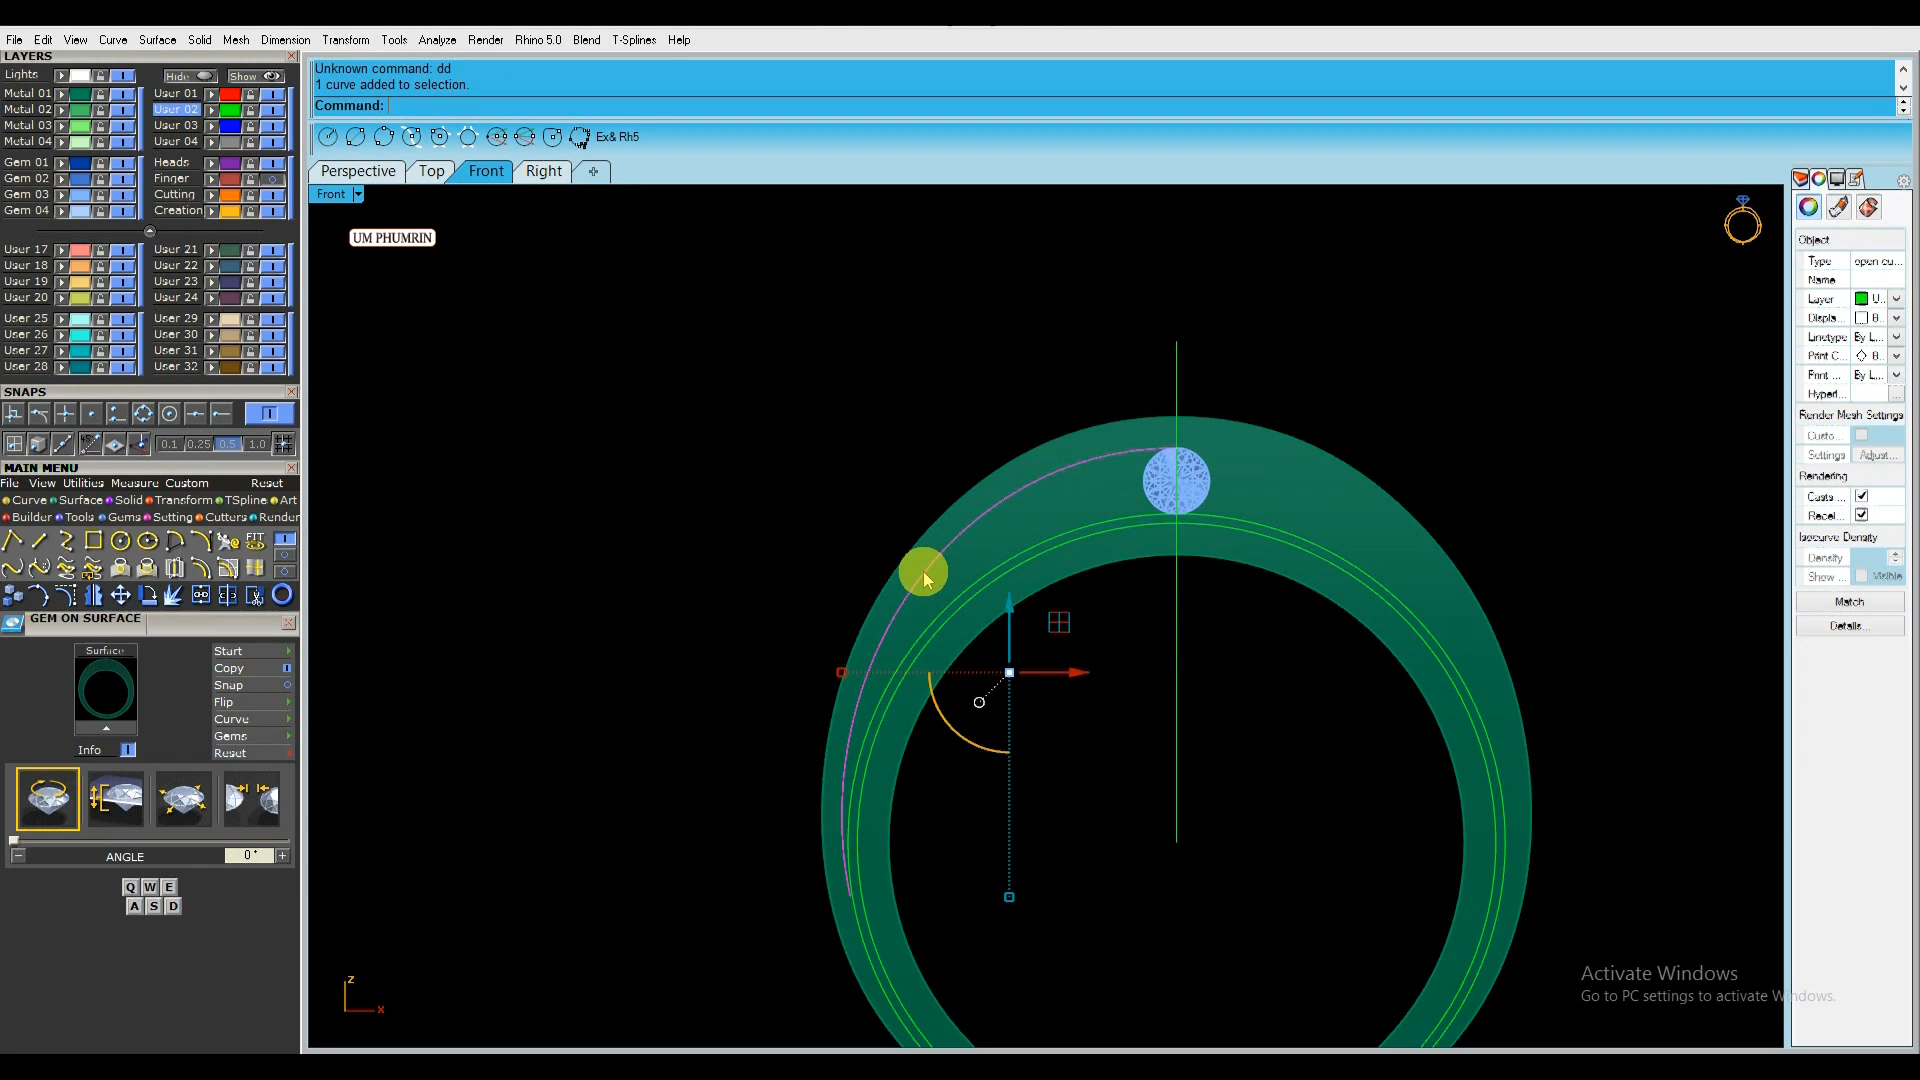 File Edit View Curve Surface Solid Mesh Dimension Transform Tools Analyze Render Rhino 5.0 Blend T-Splines Help
LAYERS
Lights Hide Show
Metal 01 User 01
Metal 02 User 02
Metal 03 User 03
Metal 04 User 04
Gem 01 Heads
Gem 02 Finger
Gem 03 Cutting
Gem 04 Creation
User 17 User 21
User 18 User 22
User 19 User 23
User 20 User 24
User 25 User 29
User 26 User 30
User 27 User 31
User 28 User 32
SNAPS
0.1 0.25 0.5 1.0
MAIN MENU
File View Utilities Measure Custom Reset
Curve Surface Solid Transform TSpline Art
Builder Tools Gems Setting Cutters Render
FIT
GEM ON SURFACE
Surface
Start
Copy
Snap
Flip
Curve
Gems
Info
Reset
ANGLE 0°
Q W E
A S D
Unknown command: dd
1 curve added to selection.
Command:
Ex& Rh5
Perspective Top Front Right
Front
UM PHUMRIN
z
x
Object
Type open cu...
Name
Layer U...
Displa... B...
Linetype By L...
Print C... B...
Print ... By L...
Hyperl... ...
Render Mesh Settings
Custo...
Settings Adjust...
Rendering
Casts ...
Recei...
Isocurve Density
Density
Show ... Visible
Match
Details...
Activate Windows
Go to PC settings to activate Windows.